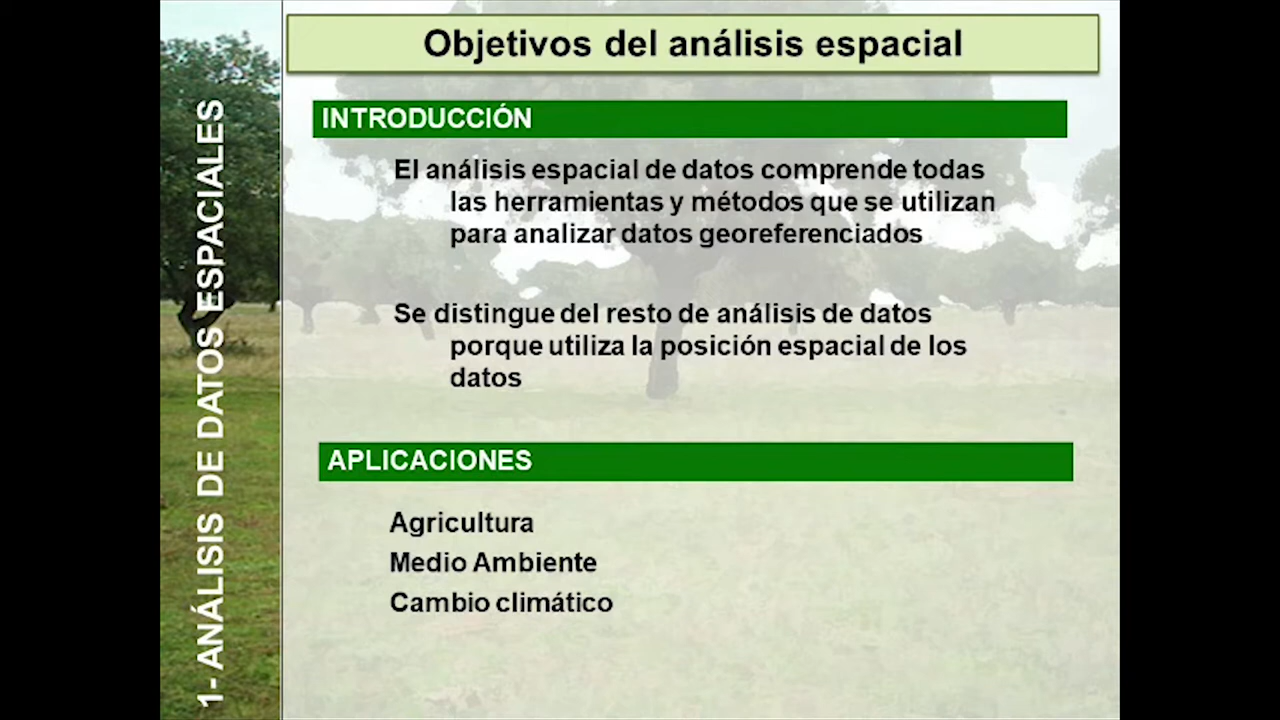 Objetivos del análisis espacial
1- ANÁLISIS DE DATOS ESPACIALES
INTRODUCCIÓN
El análisis espacial de datos comprende todas
las herramientas y métodos que se utilizan
para analizar datos georeferenciados
Se distingue del resto de análisis de datos
porque utiliza la posición espacial de los
datos
APLICACIONES
Agricultura
Medio Ambiente
Cambio climático